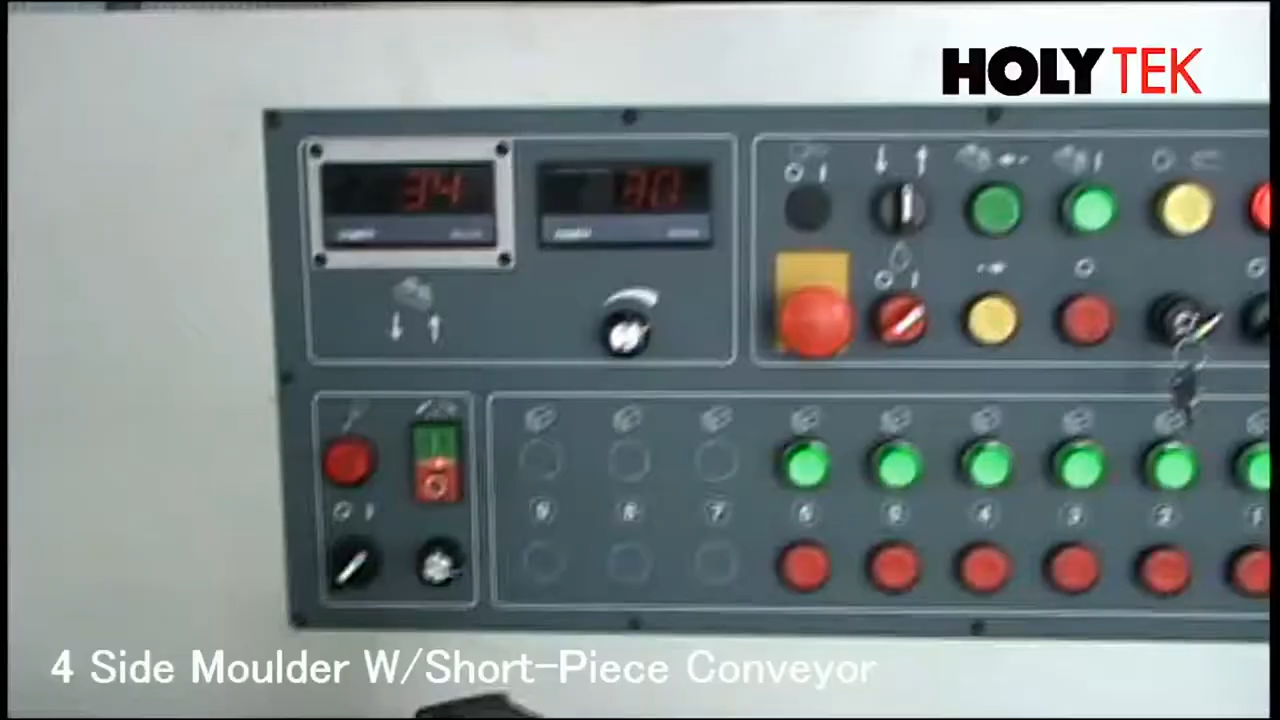 HOLYTEK
34
30
O I
O I
O I
9 8 7 6 5 4 3 2 1
4 Side Moulder W/Short-Piece Conveyor